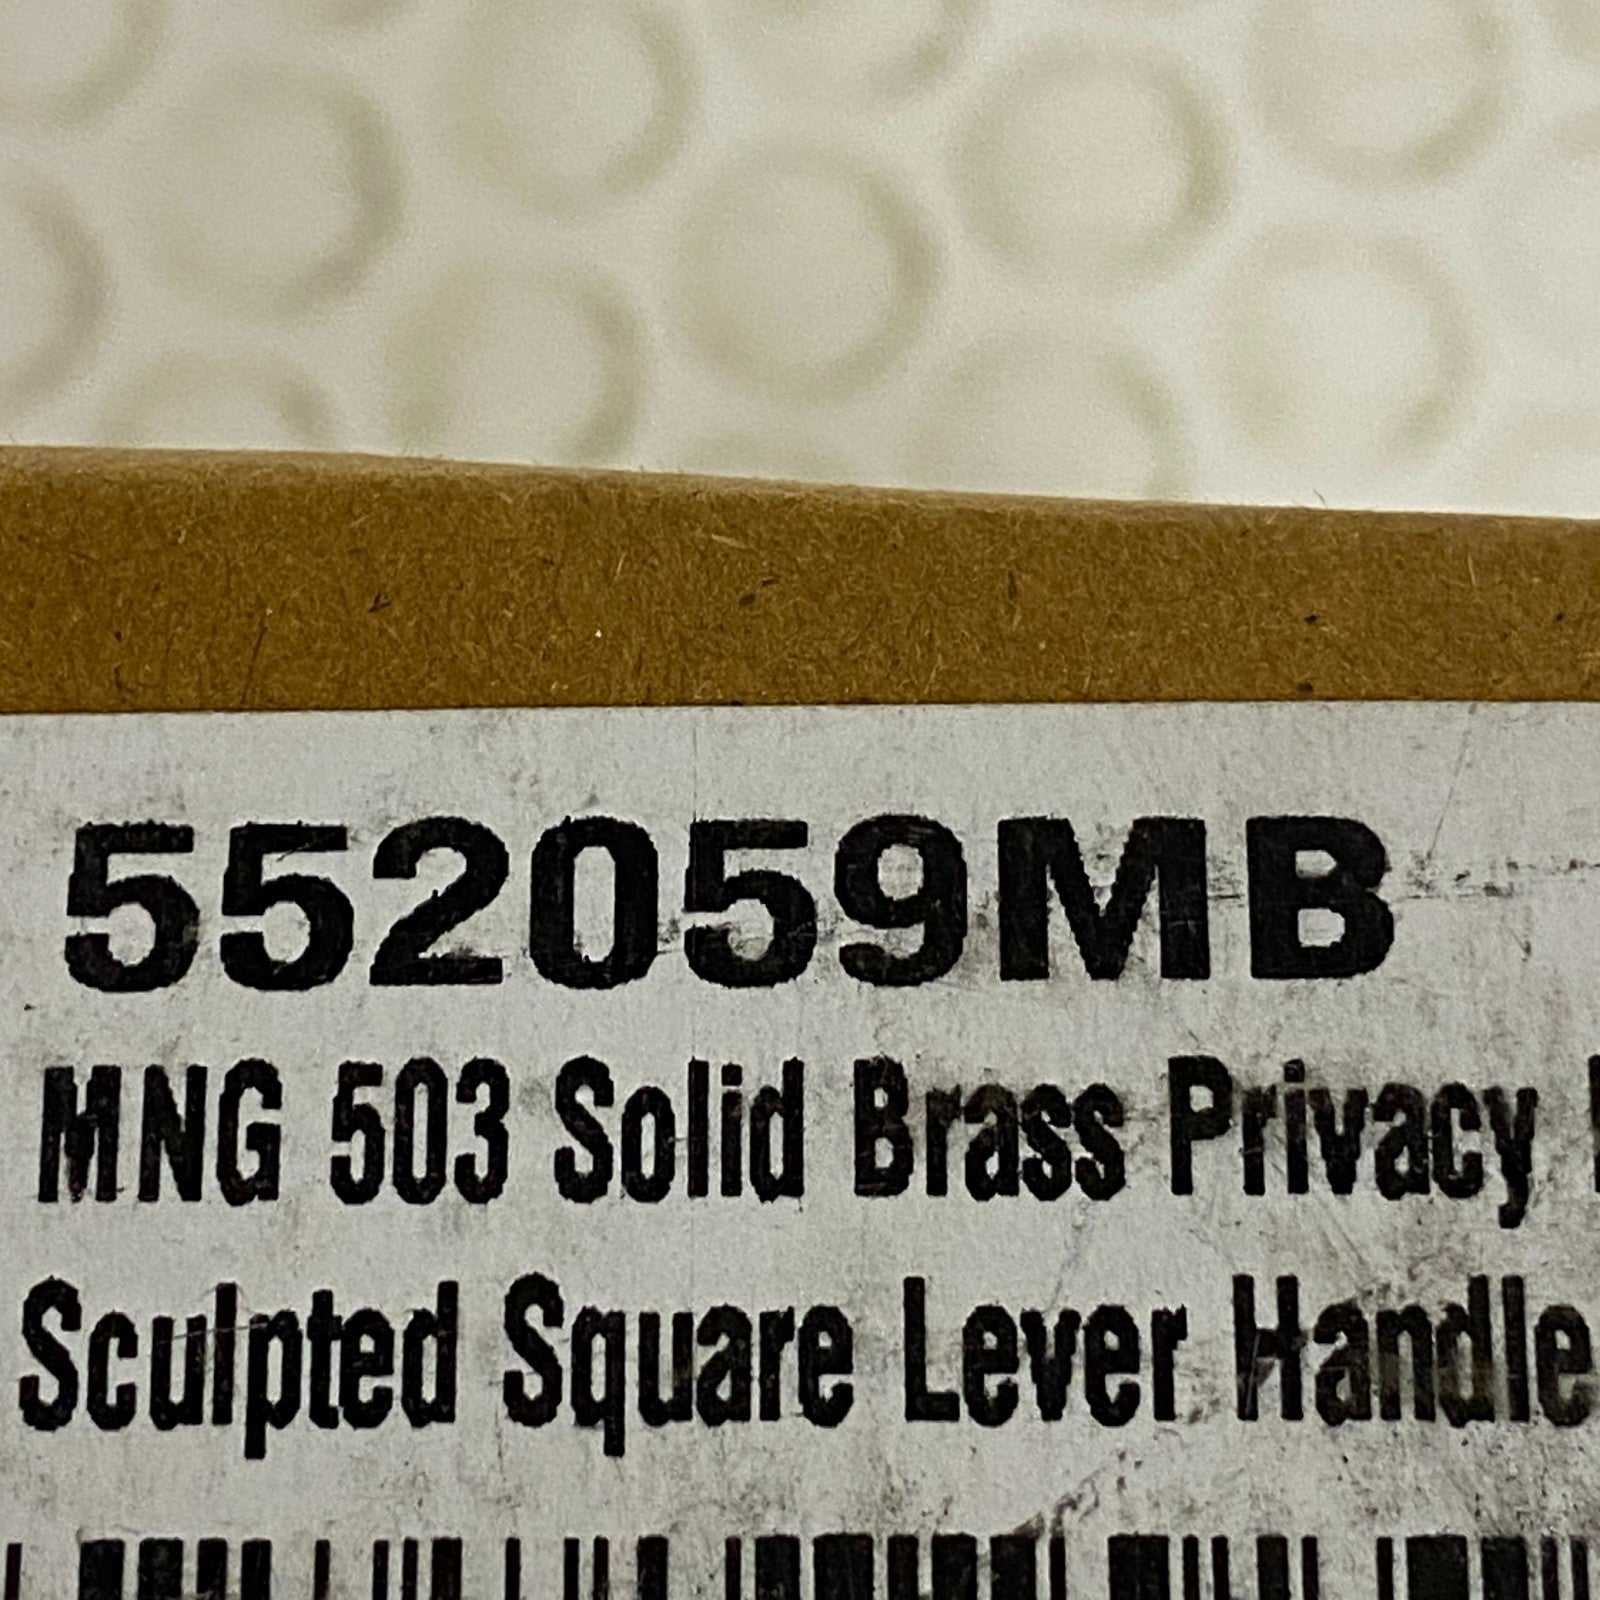 552059MB
MNG 503 Solid Brass Privacy
Sculpted Square Lever Handle